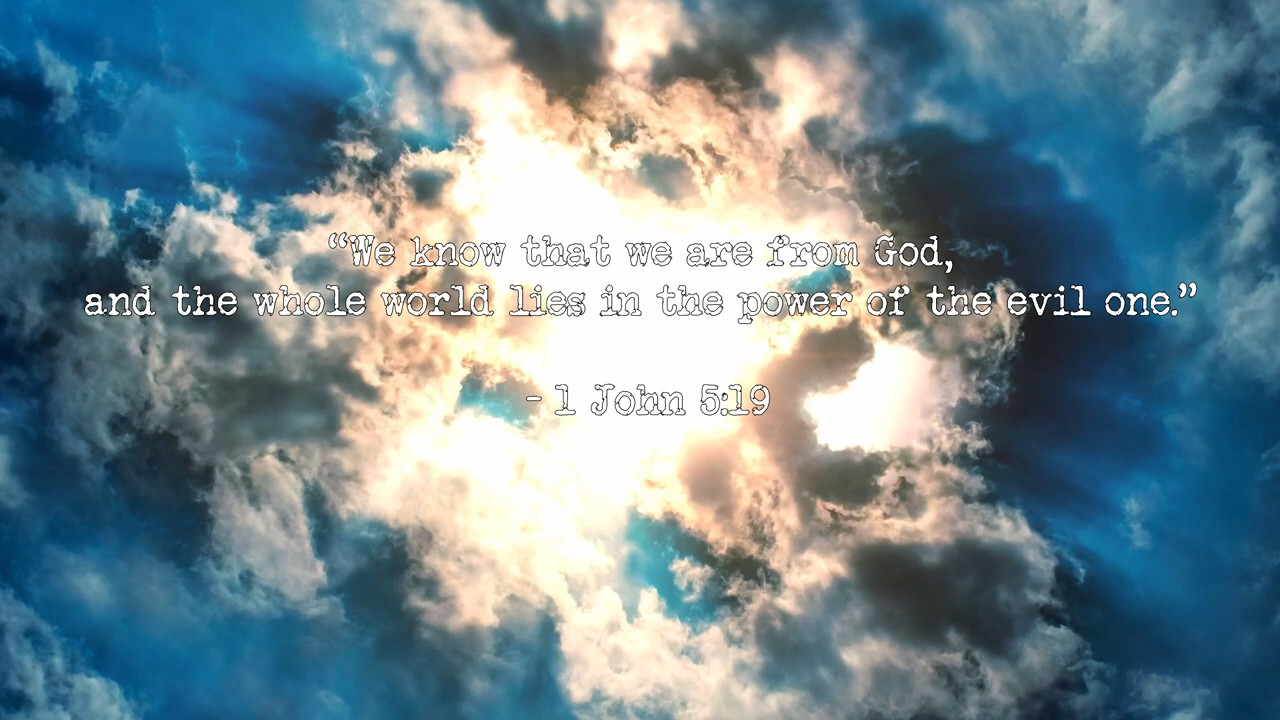 “We know that we are from God,
and the whole world lies in the power of the evil one.”
- 1 John 5:19